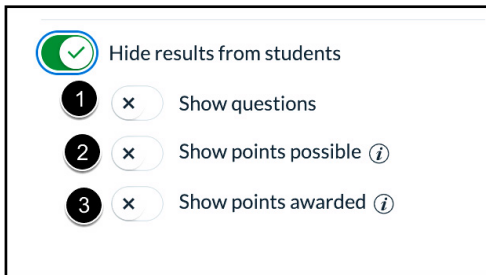 Hide results from students
1 Show questions
2 Show points possible i
3 Show points awarded i